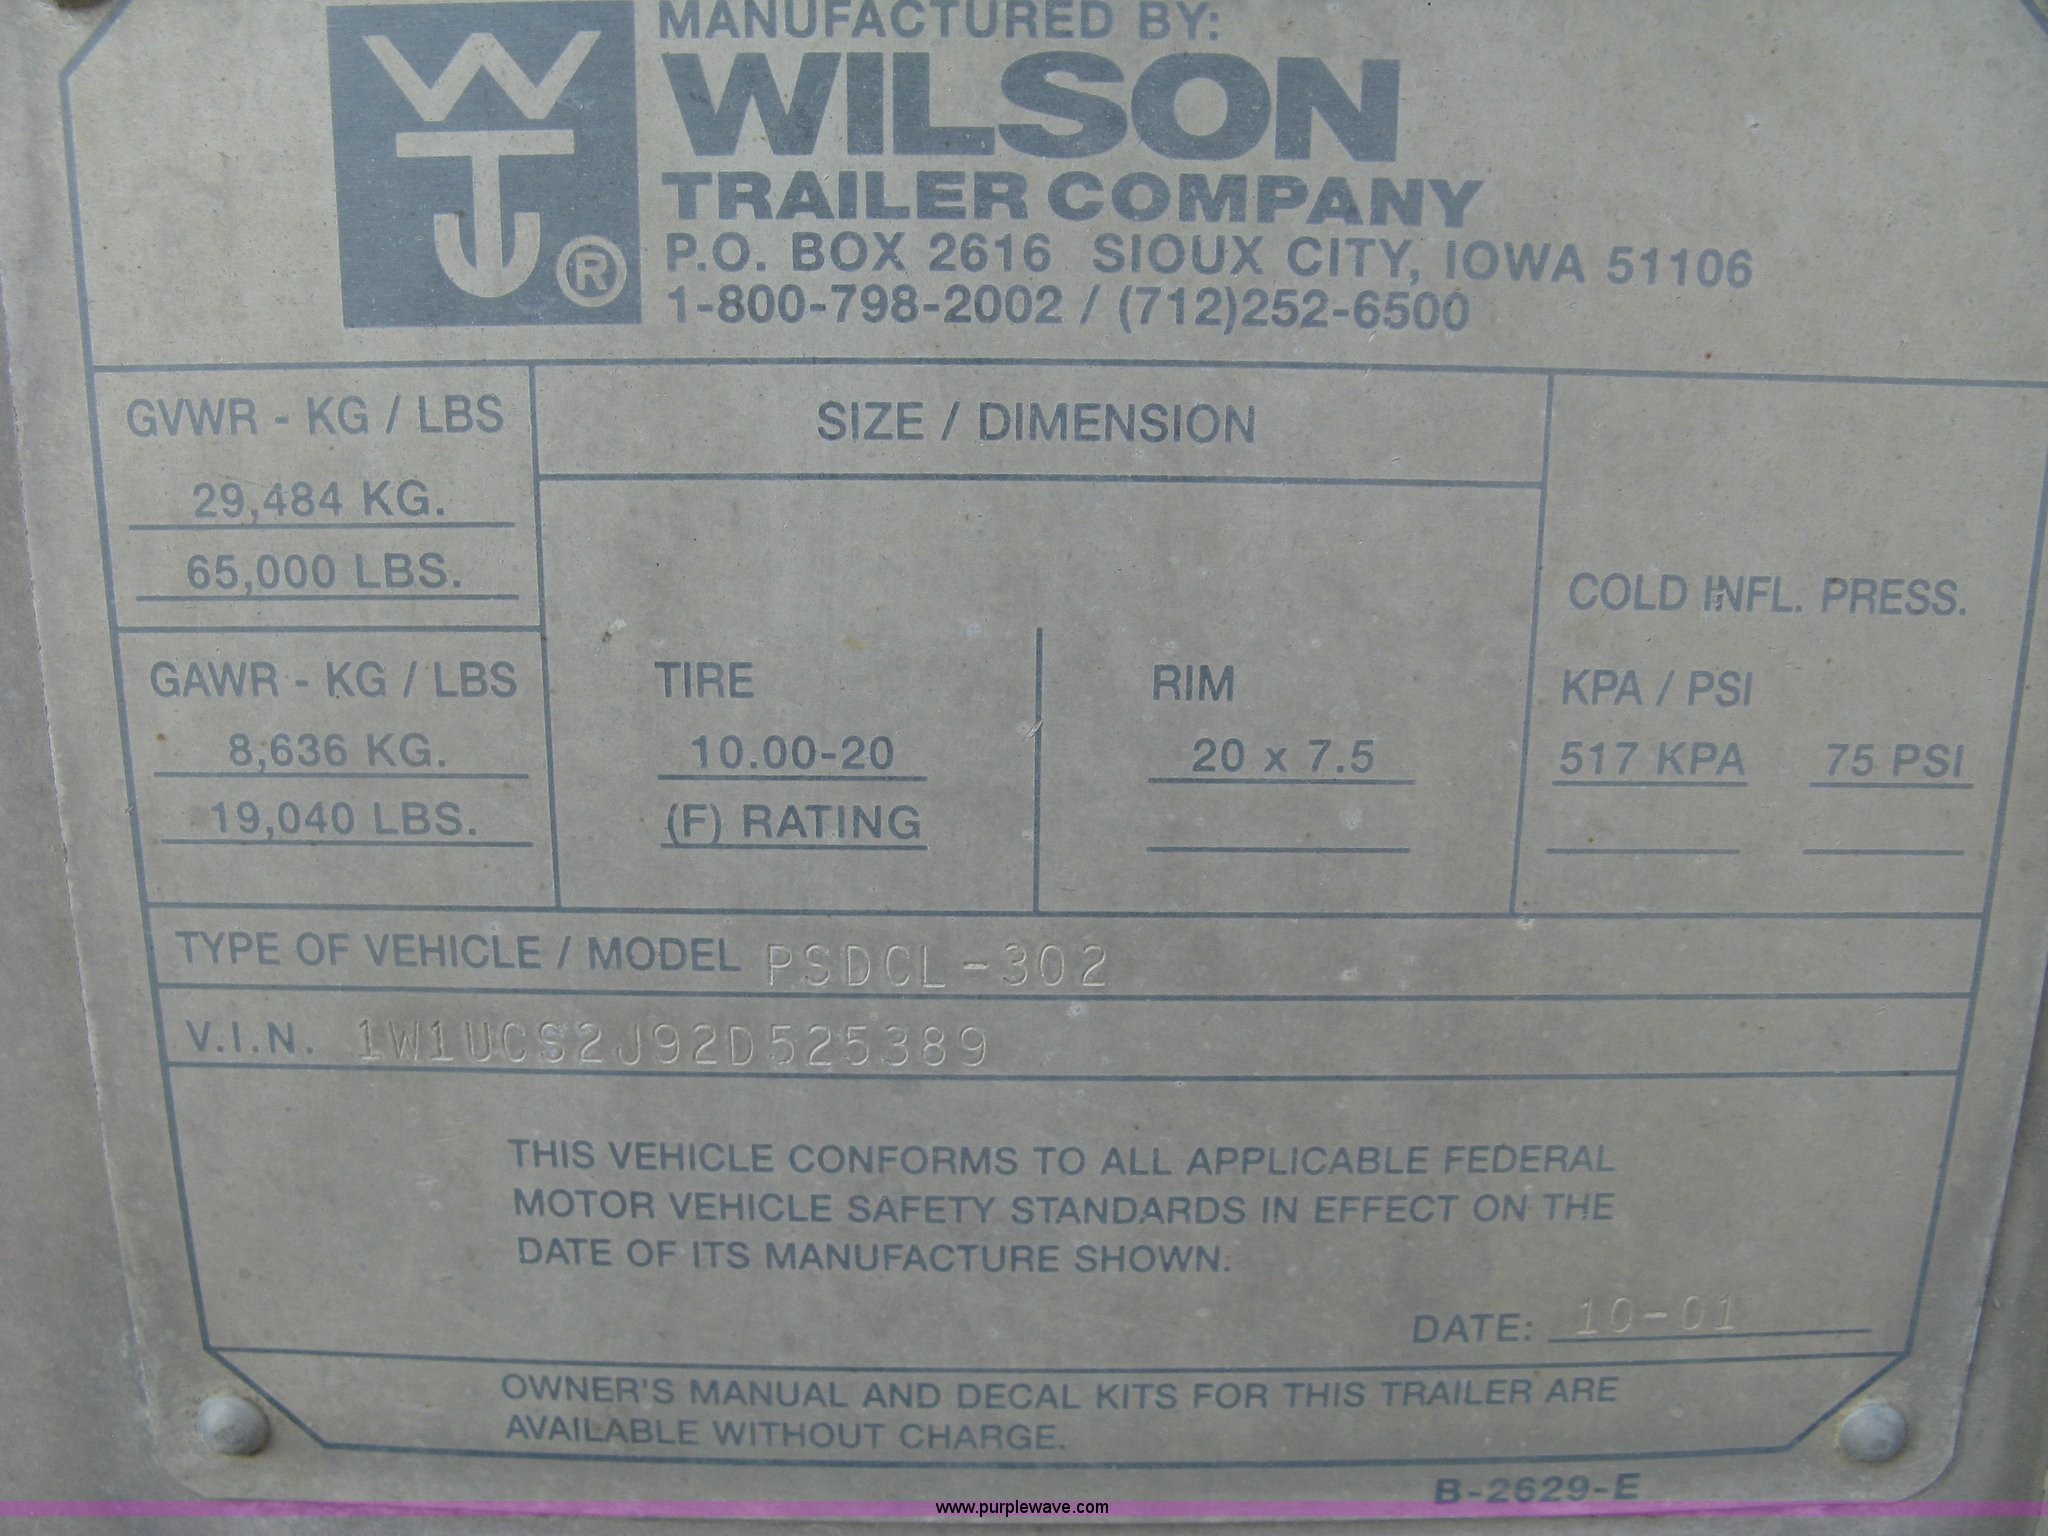 MANUFACTURED BY:
WILSON
TRAILER COMPANY
P.O. BOX 2616 SIOUX CITY, IOWA 51106
1-800-798-2002 / (712)252-6500
WT ®
GVWR - KG / LBS
29,484 KG.
65,000 LBS.
GAWR - KG / LBS
8,636 KG.
19,040 LBS.
SIZE / DIMENSION
TIRE
10.00-20
(F) RATING
RIM
20 x 7.5
COLD INFL. PRESS.
KPA / PSI
517 KPA 75 PSI
TYPE OF VEHICLE / MODEL PSDCL-302
V.I.N. 1W1UCS2J92D525389
THIS VEHICLE CONFORMS TO ALL APPLICABLE FEDERAL
MOTOR VEHICLE SAFETY STANDARDS IN EFFECT ON THE
DATE OF ITS MANUFACTURE SHOWN.
DATE: 10-01
OWNER'S MANUAL AND DECAL KITS FOR THIS TRAILER ARE
AVAILABLE WITHOUT CHARGE.
B-2629-E
www.purplewave.com